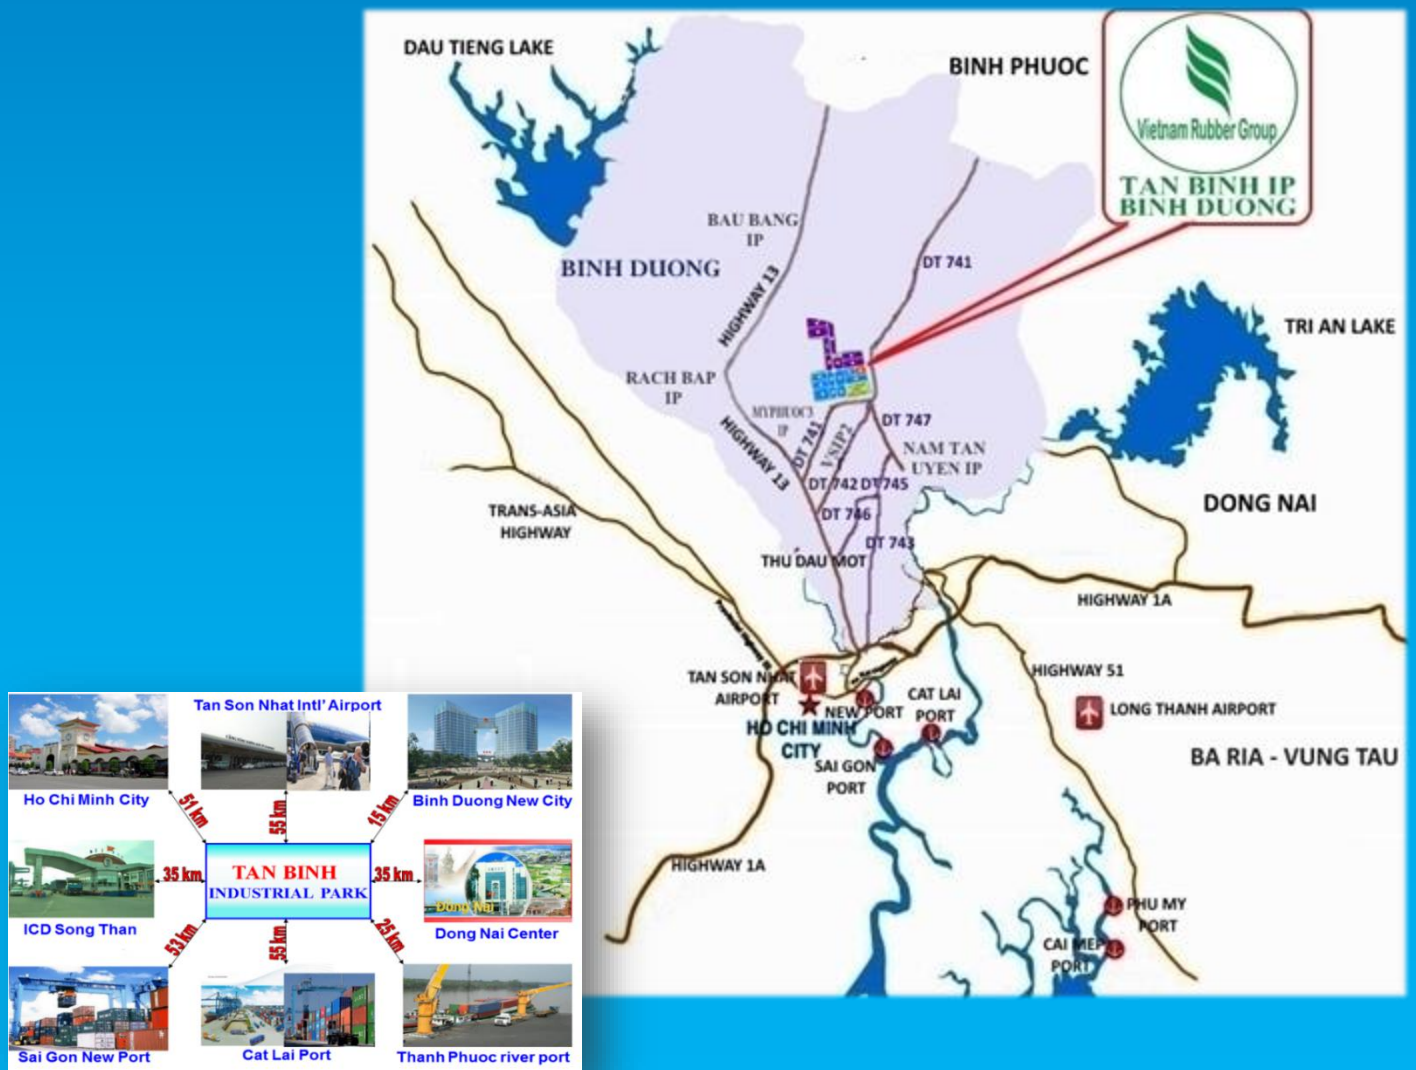 DAU TIENG LAKE
BINH PHUOC
Vietnam Rubber Group
TAN BINH IP
BINH DUONG
BAU BANG
IP
BINH DUONG
DT 741
HIGHWAY 13
TRI AN LAKE
RACH BAP
IP
MYPHUOC3
IP
DT 741
VSIP2
DT 747
HIGHWAY 13
NAM TAN
UYEN IP
DT 742
DT 745
DONG NAI
TRANS-ASIA
HIGHWAY
DT 746
DT 743
THU DAU MOT
HIGHWAY 1A
TAN SON NHAT
AIRPORT
HIGHWAY 51
NEW PORT
CAT LAI
PORT
LONG THANH AIRPORT
HO CHI MINH
CITY
SAI GON
PORT
BA RIA - VUNG TAU
HIGHWAY 1A
PHU MY
PORT
CAI MEP
PORT
Tan Son Nhat Intl' Airport
Ho Chi Minh City
Binh Duong New City
51 km
55 km
15 km
TAN BINH
INDUSTRIAL PARK
35 km
35 km
Dong Nai
ICD Song Than
Dong Nai Center
53km
55 km
25 km
Sai Gon New Port
Cat Lai Port
Thanh Phuoc river port